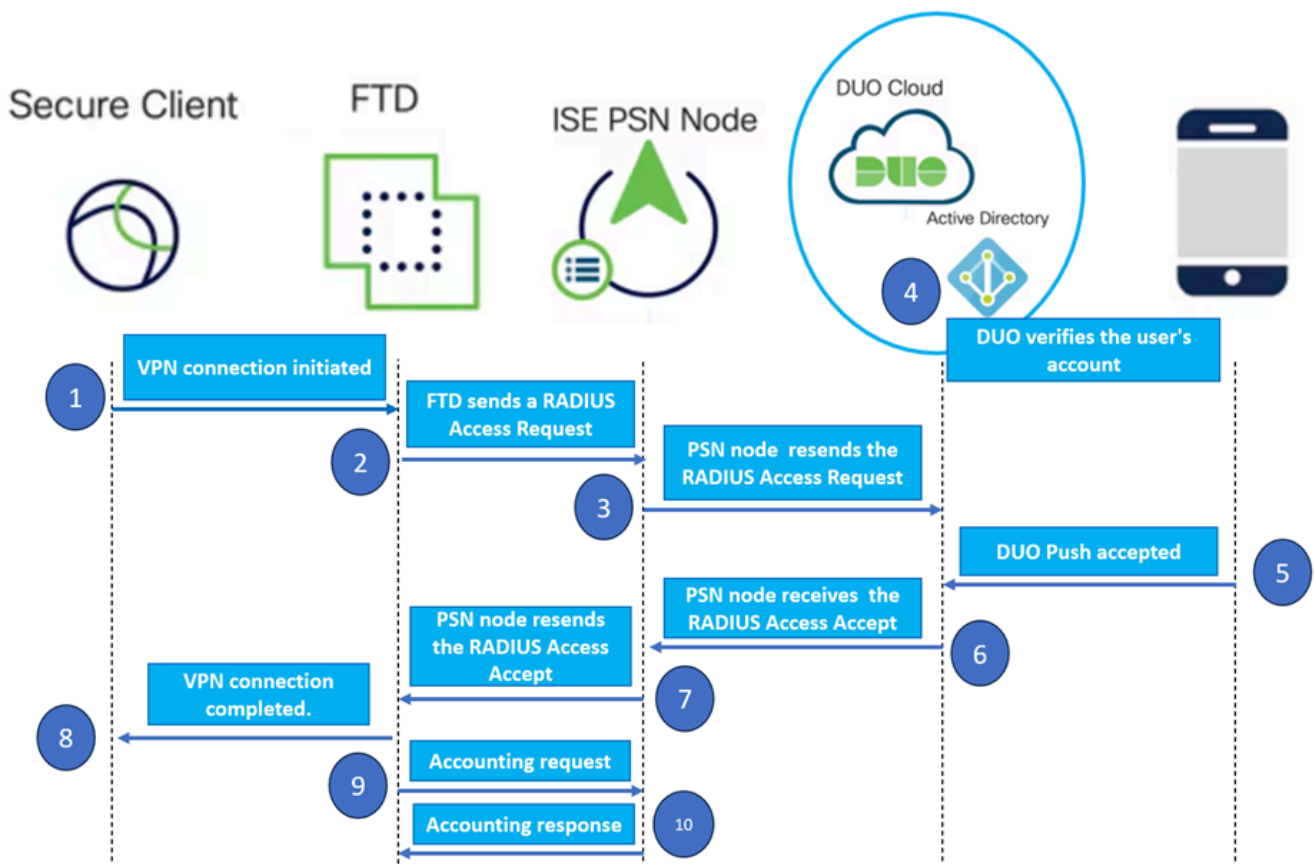 Secure Client
FTD
ISE PSN Node
DUO Cloud
DUO
Active Directory
4
VPN connection initiated
DUO verifies the user's
account
1
FTD sends a RADIUS
Access Request
2
PSN node resends the
RADIUS Access Request
3
DUO Push accepted
5
PSN node receives the
RADIUS Access Accept
6
PSN node resends
the RADIUS Access
Accept
7
VPN connection
completed.
8
Accounting request
9
Accounting response
10